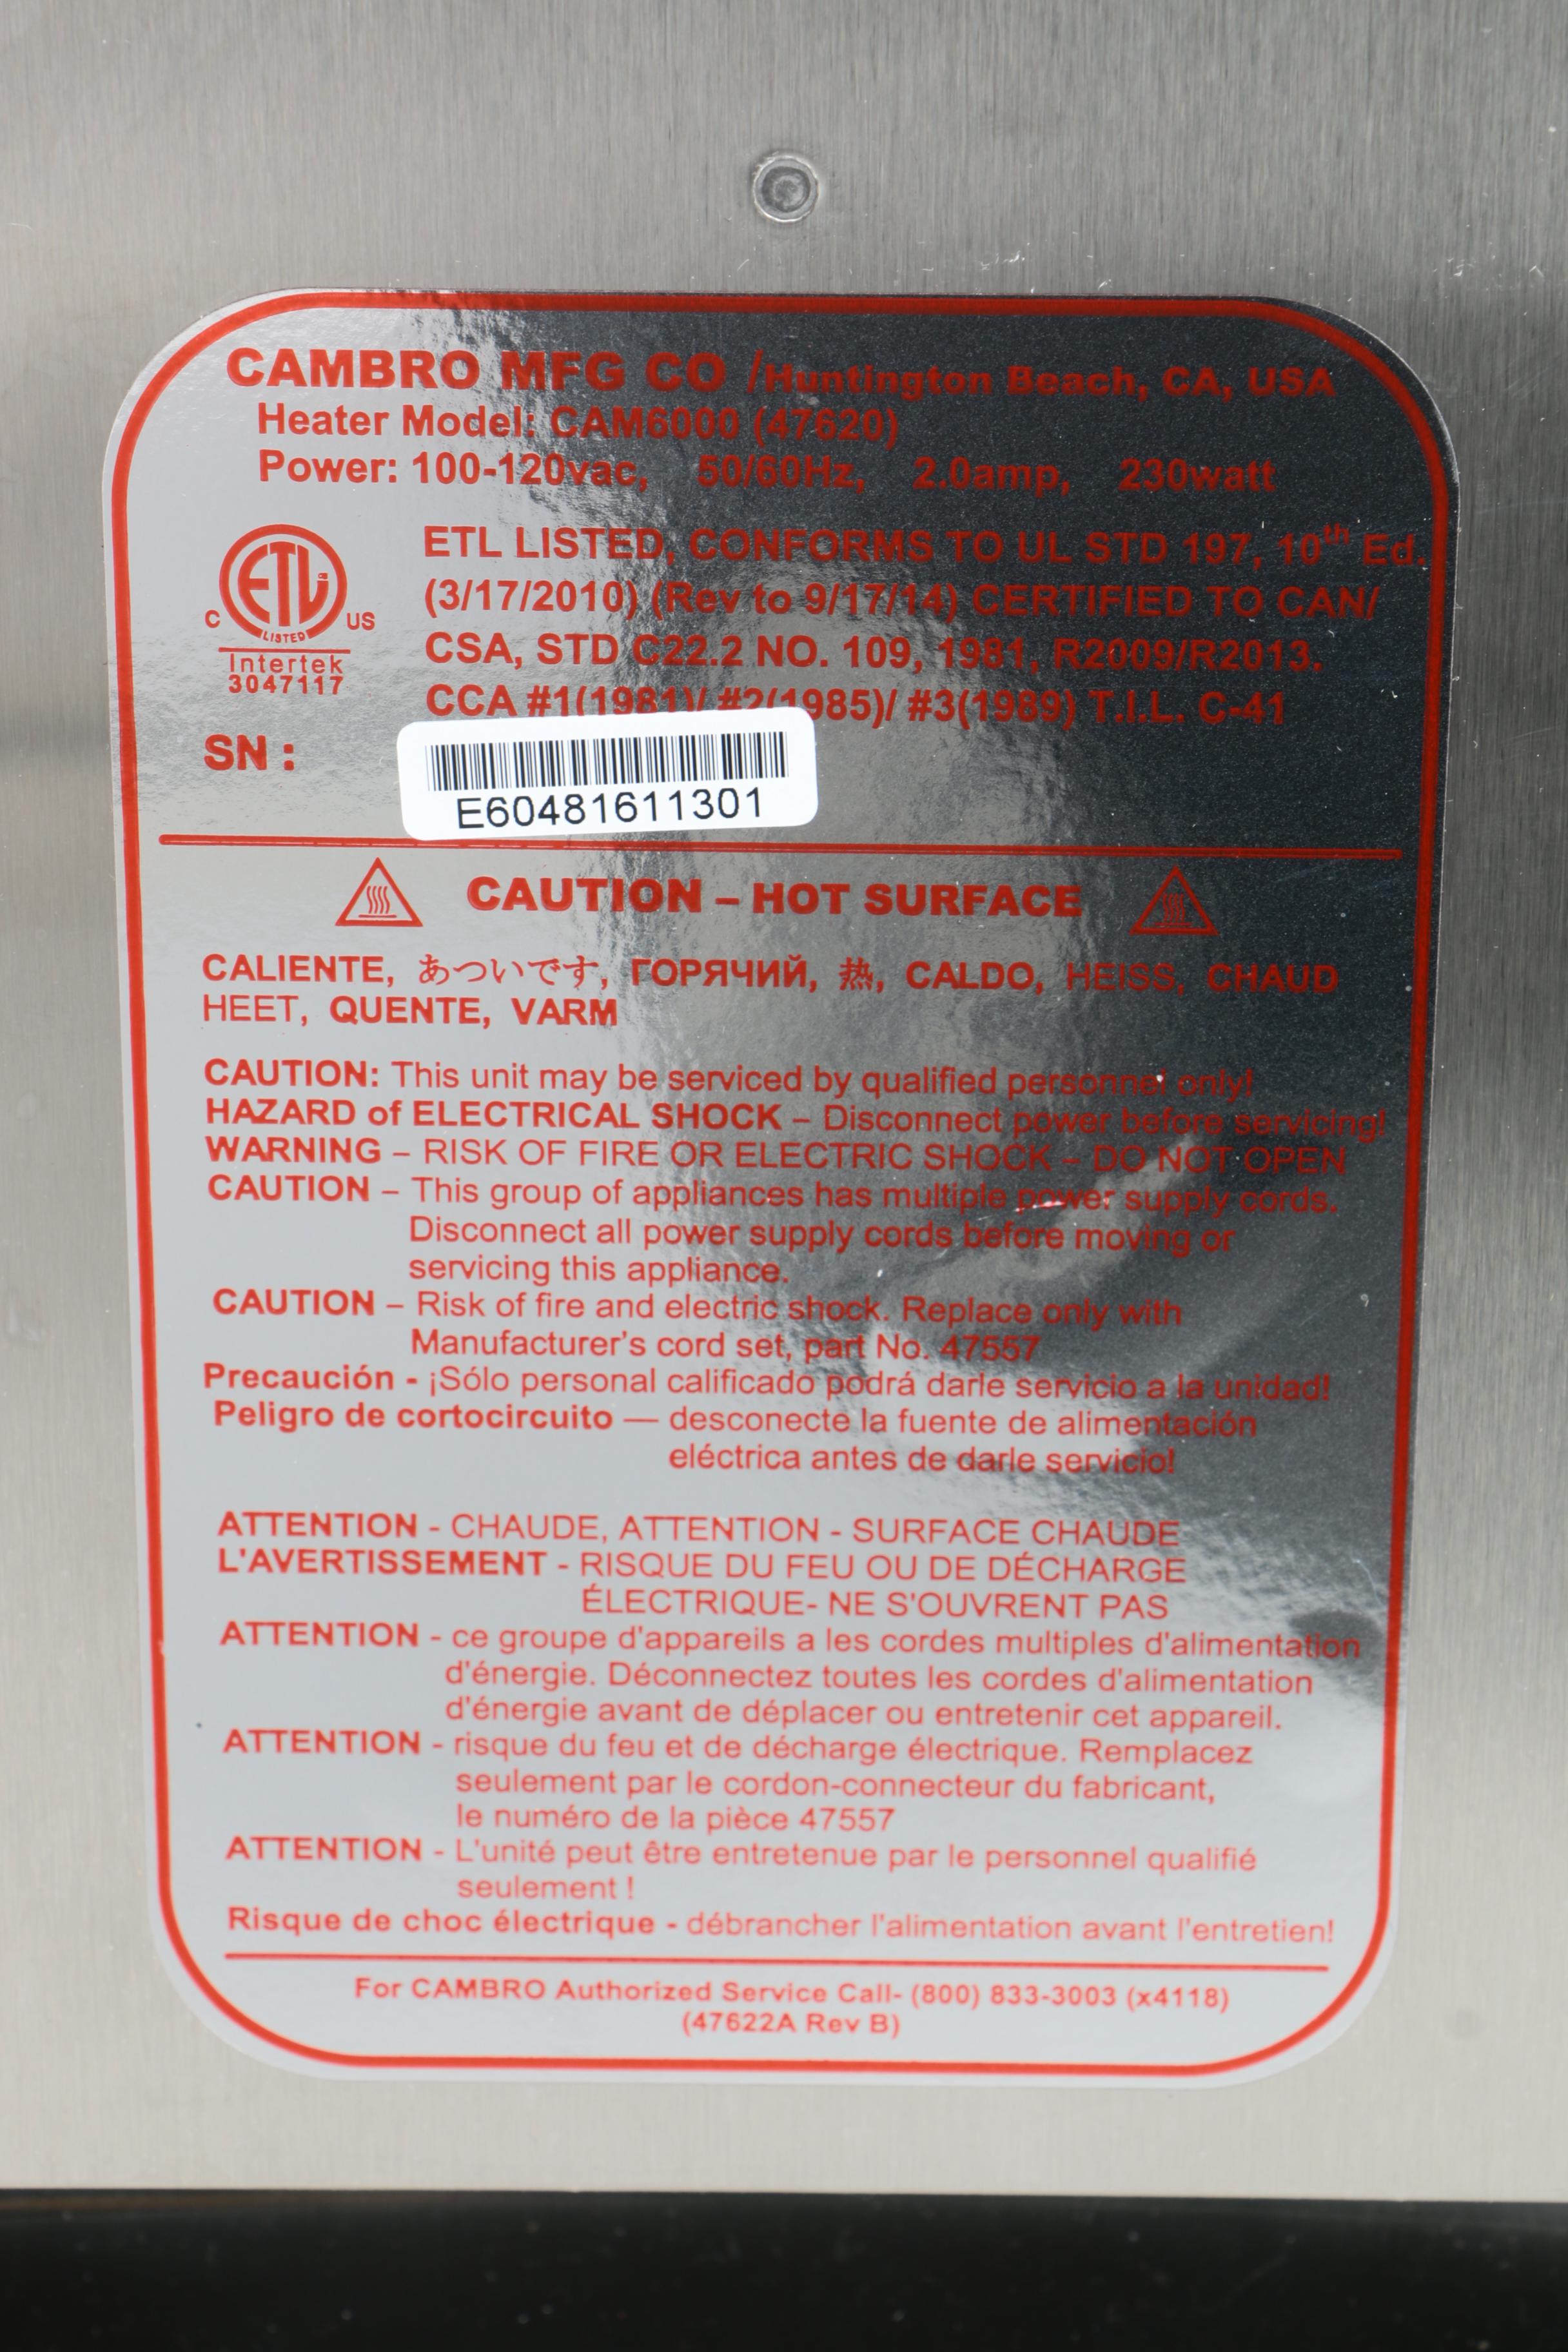 CAMBRO MFG CO /Huntington Beach, CA, USA
Heater Model: CAM6000 (47620)
Power: 100-120vac, 50/60Hz, 2.0amp, 230watt
ETL LISTED, CONFORMS TO UL STD 197, 10th Ed.
(3/17/2010) (Rev to 9/17/14) CERTIFIED TO CAN/
CSA, STD C22.2 NO. 109, 1981, R2009/R2013.
CCA #1(1981)/ #2(1985)/ #3(1989) T.I.L. C-41
ETL
C LISTED US
Intertek
3047117
SN :
E60481611301
CAUTION – HOT SURFACE
CALIENTE, あついです, ГОРЯЧИЙ, 热, CALDO, HEISS, CHAUD
HEET, QUENTE, VARM
CAUTION: This unit may be serviced by qualified personnel only!
HAZARD of ELECTRICAL SHOCK – Disconnect power before servicing!
WARNING – RISK OF FIRE OR ELECTRIC SHOCK – DO NOT OPEN
CAUTION – This group of appliances has multiple power supply cords.
Disconnect all power supply cords before moving or
servicing this appliance.
CAUTION – Risk of fire and electric shock. Replace only with
Manufacturer's cord set, part No. 47557
Precaución - ¡Sólo personal calificado podrá darle servicio a la unidad!
Peligro de cortocircuito — desconecte la fuente de alimentación
eléctrica antes de darle servicio!
ATTENTION - CHAUDE, ATTENTION - SURFACE CHAUDE
L'AVERTISSEMENT - RISQUE DU FEU OU DE DÉCHARGE
ÉLECTRIQUE- NE S'OUVRENT PAS
ATTENTION - ce groupe d'appareils a les cordes multiples d'alimentation
d'énergie. Déconnectez toutes les cordes d'alimentation
d'énergie avant de déplacer ou entretenir cet appareil.
ATTENTION - risque du feu et de décharge électrique. Remplacez
seulement par le cordon-connecteur du fabricant,
le numéro de la pièce 47557
ATTENTION - L'unité peut être entretenue par le personnel qualifié
seulement !
Risque de choc électrique - débrancher l'alimentation avant l'entretien!
For CAMBRO Authorized Service Call- (800) 833-3003 (x4118)
(47622A Rev B)